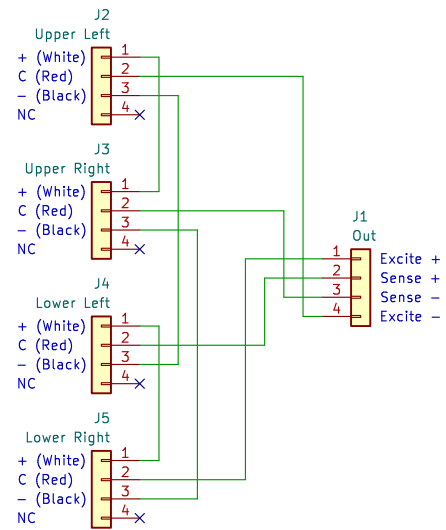 J2
Upper Left
+ (White) 1
C (Red) 2
− (Black) 3
NC 4
J3
Upper Right
+ (White) 1
C (Red) 2
− (Black) 3
NC 4
J1
Out
1 Excite +
2 Sense +
3 Sense −
4 Excite −
J4
Lower Left
+ (White) 1
C (Red) 2
− (Black) 3
NC 4
J5
Lower Right
+ (White) 1
C (Red) 2
− (Black) 3
NC 4